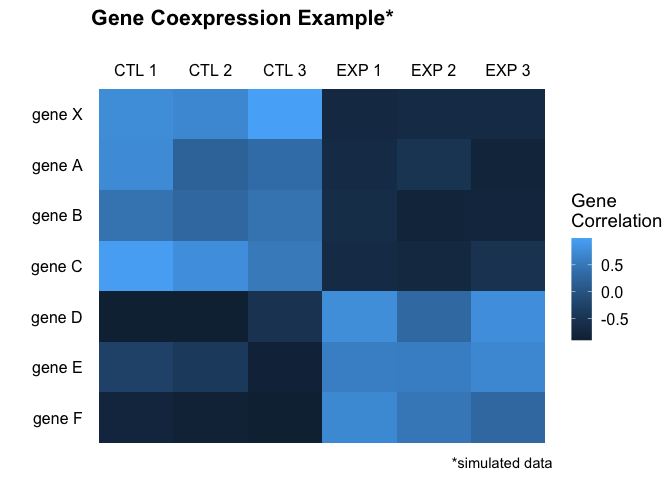 Gene Coexpression Example*
CTL 1 CTL 2 CTL 3 EXP 1 EXP 2 EXP 3
gene X
gene A
gene B
gene C
gene D
gene E
gene F
Gene
Correlation
0.5
0.0
-0.5
*simulated data